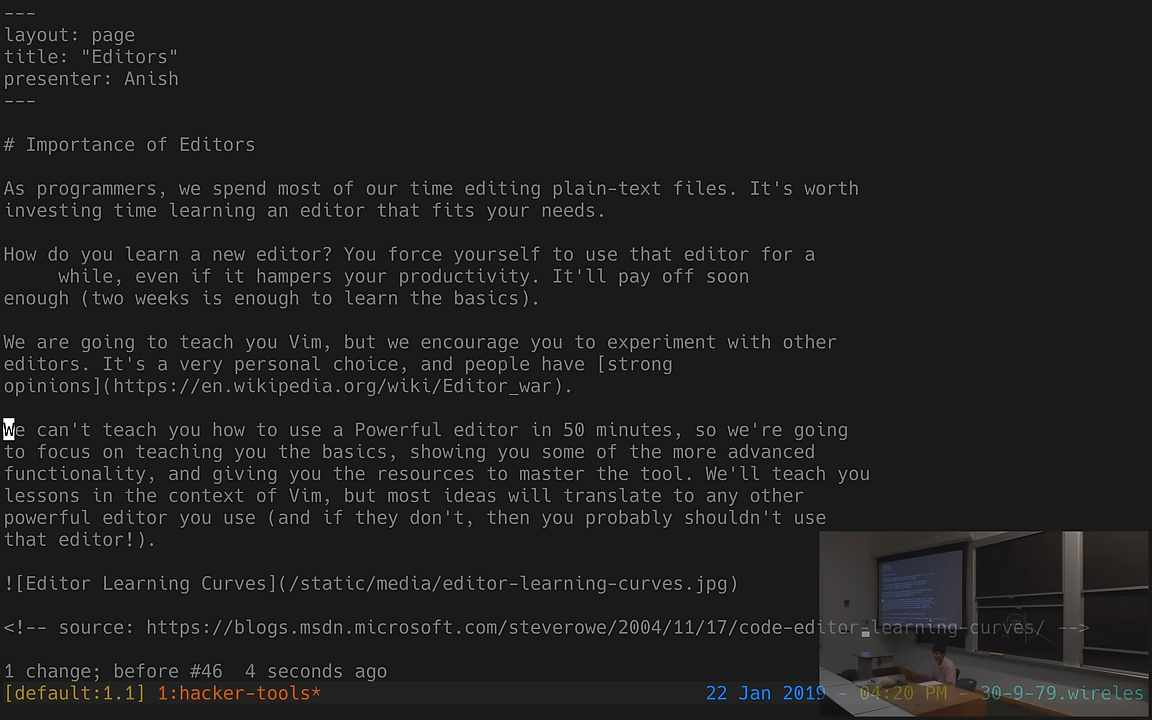 ---
layout: page
title: "Editors"
presenter: Anish
---
# Importance of Editors
As programmers, we spend most of our time editing plain-text files. It's worth
investing time learning an editor that fits your needs.
How do you learn a new editor? You force yourself to use that editor for a
while, even if it hampers your productivity. It'll pay off soon
enough (two weeks is enough to learn the basics).
We are going to teach you Vim, but we encourage you to experiment with other
editors. It's a very personal choice, and people have [strong
opinions](https://en.wikipedia.org/wiki/Editor_war).
We can't teach you how to use a Powerful editor in 50 minutes, so we're going
to focus on teaching you the basics, showing you some of the more advanced
functionality, and giving you the resources to master the tool. We'll teach you
lessons in the context of Vim, but most ideas will translate to any other
powerful editor you use (and if they don't, then you probably shouldn't use
that editor!).
![Editor Learning Curves](/static/media/editor-learning-curves.jpg)
<!-- source: https://blogs.msdn.microsoft.com/steverowe/2004/11/17/code-editor-learning-curves/ -->
1 change; before #46  4 seconds ago
[default:1.1] 1:hacker-tools*
22 Jan 2019 - 04:20 PM - 30-9-79.wireles